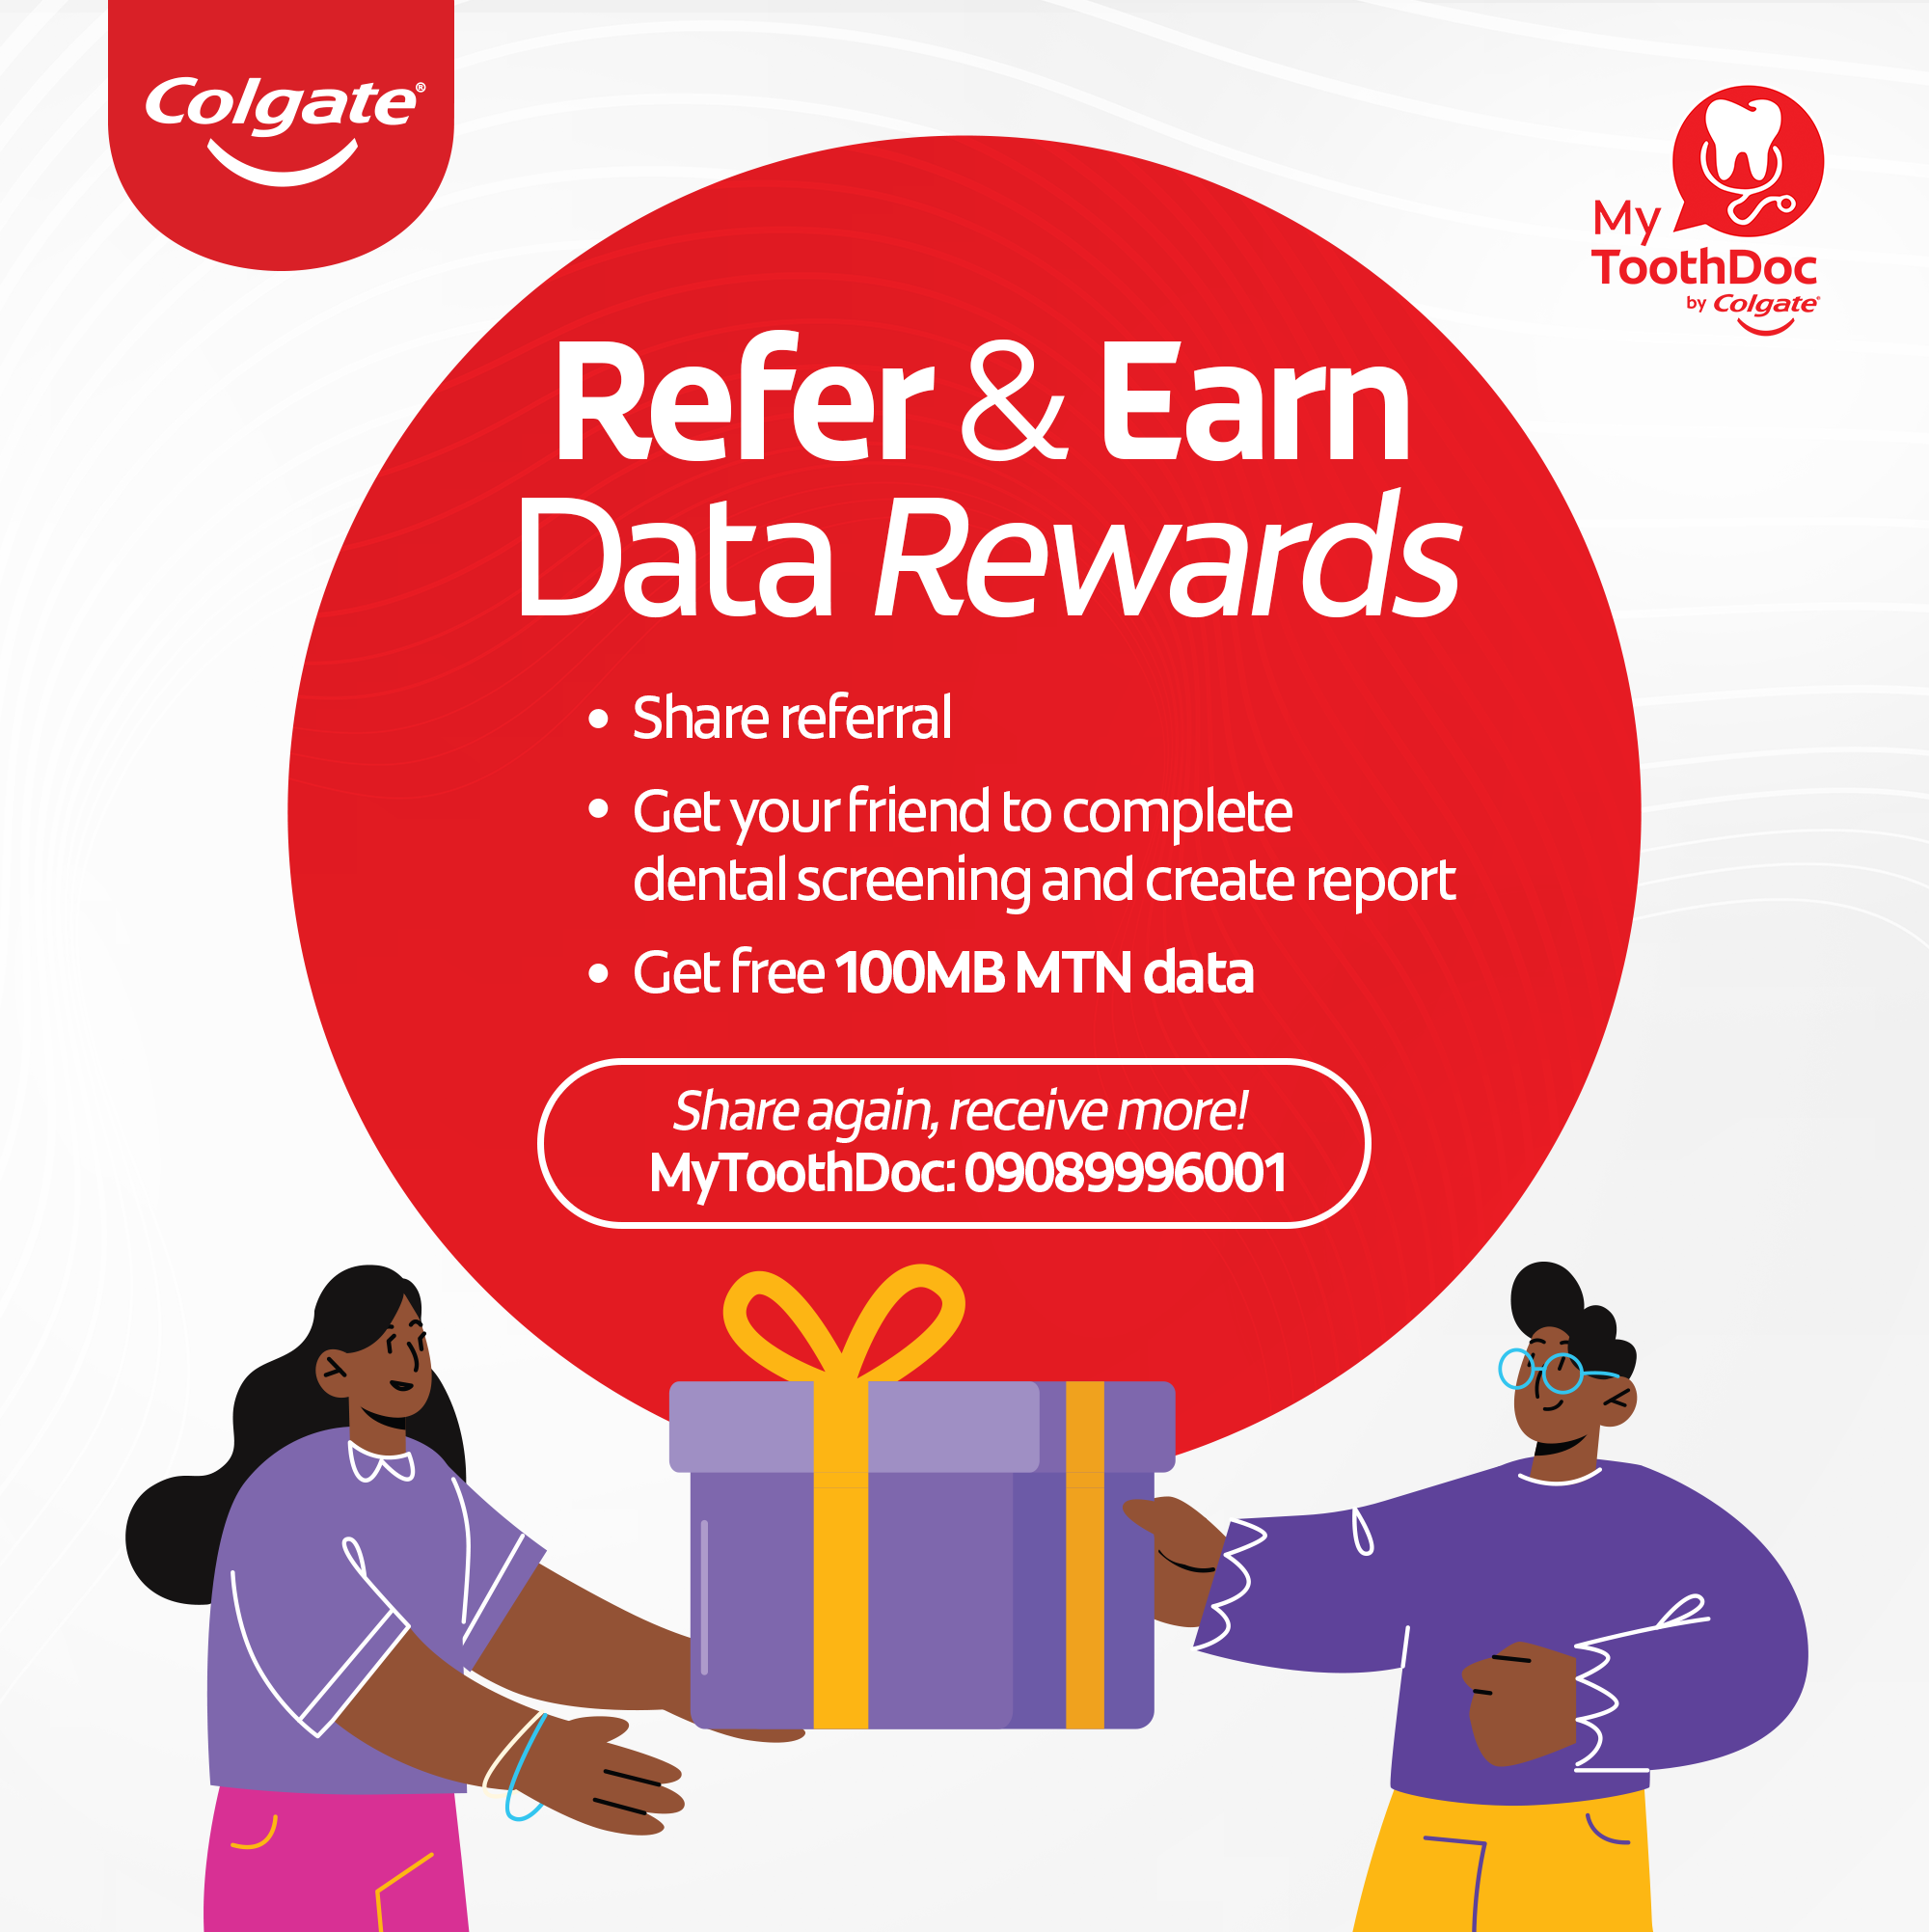 Colgate®
My
ToothDoc
by Colgate®
Refer & Earn
Data Rewards
• Share referral
• Get your friend to complete
dental screening and create report
• Get free 100MB MTN data
Share again, receive more!
MyToothDoc: 09089996001